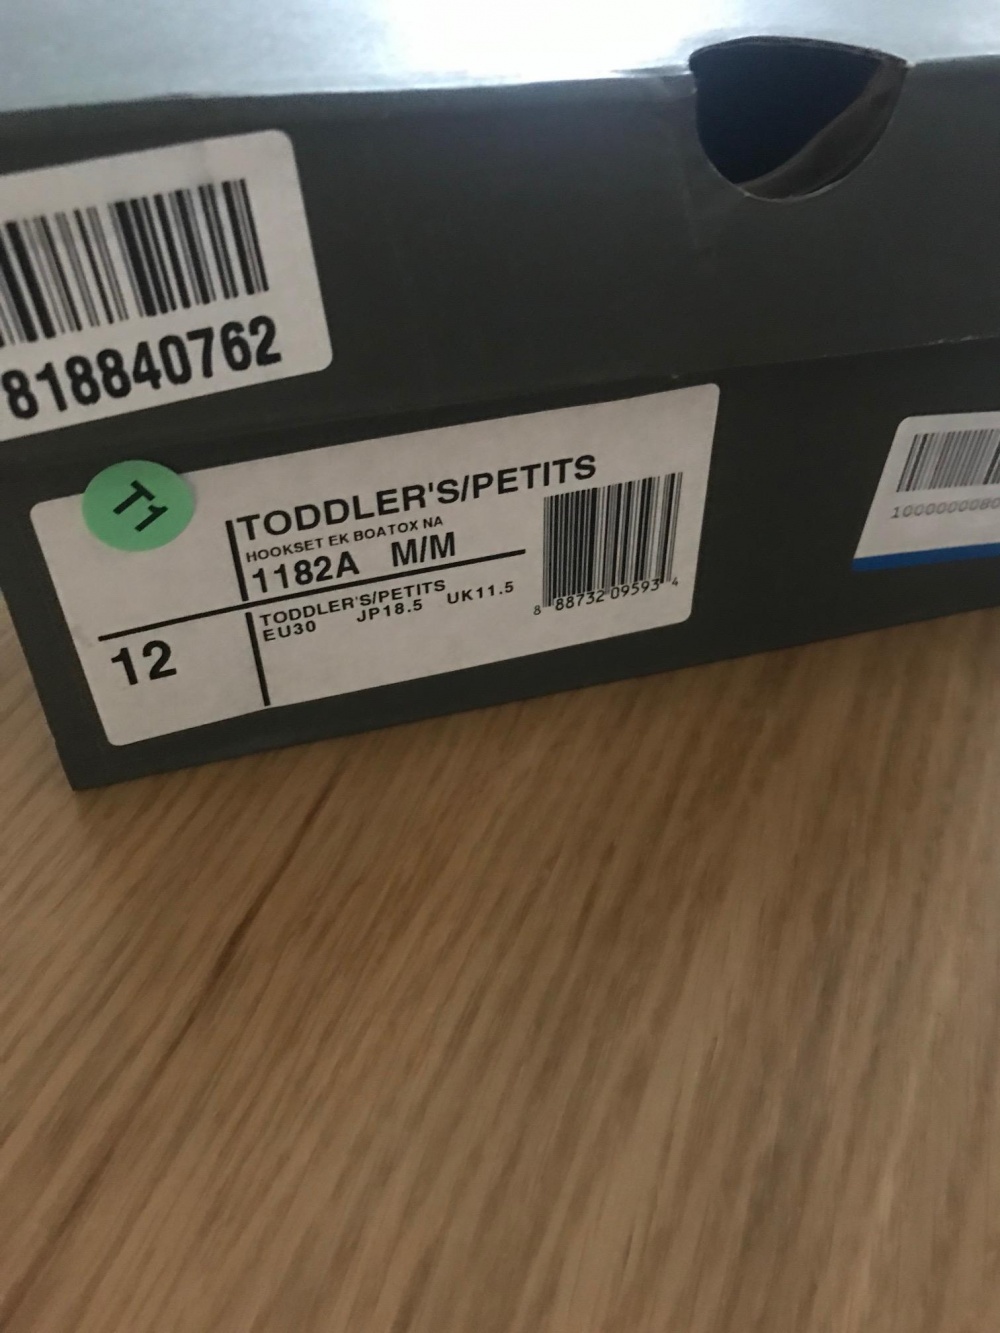 818840762
T1
TODDLER'S/PETITS
HOOKSET EK BOATOX NA
1182A M/M
TODDLER'S/PETITS
EU30 JP18.5 UK11.5
12
8 88732 09593 4